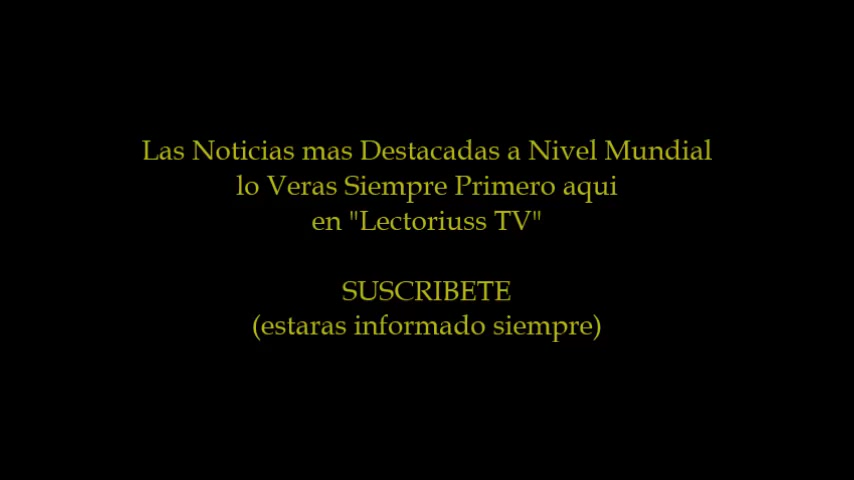 Las Noticias mas Destacadas a Nivel Mundial
lo Veras Siempre Primero aqui
en "Lectoriuss TV"
SUSCRIBETE
(estaras informado siempre)